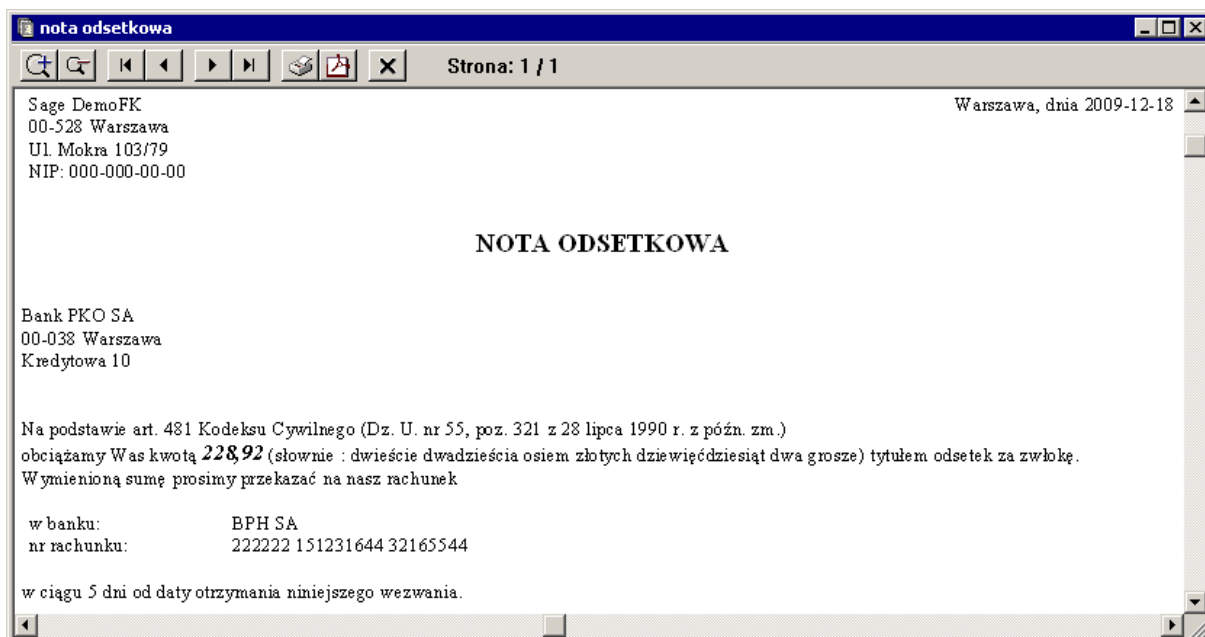 nota odsetkowa
Strona: 1 / 1
Sage DemoFK
Warszawa, dnia 2009-12-18
00-528 Warszawa
Ul. Mokra 103/79
NIP: 000-000-00-00
NOTA ODSETKOWA
Bank PKO SA
00-038 Warszawa
Kredytowa 10
Na podstawie art. 481 Kodeksu Cywilnego (Dz. U. nr 55, poz. 321 z 28 lipca 1990 r. z późn. zm.)
obciążamy Was kwotą 228,92 (słownie : dwieście dwadzieścia osiem złotych dziewięćdziesiąt dwa grosze) tytułem odsetek za zwłokę.
Wymienioną sumę prosimy przekazać na nasz rachunek
w banku: BPH SA
nr rachunku: 222222 151231644 32165544
w ciągu 5 dni od daty otrzymania niniejszego wezwania.